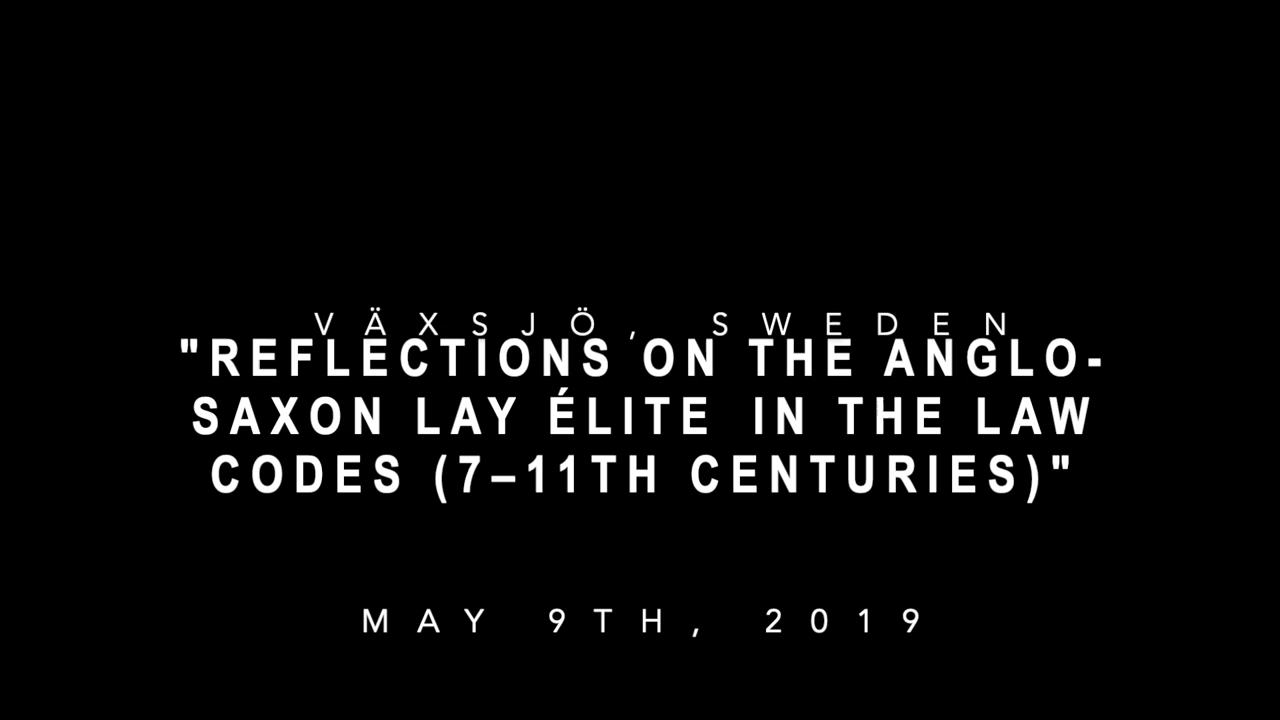 VÄXSJÖ, SWEDEN
"REFLECTIONS ON THE ANGLO-
SAXON LAY ÉLITE IN THE LAW
CODES (7–11TH CENTURIES)"
MAY 9TH, 2019